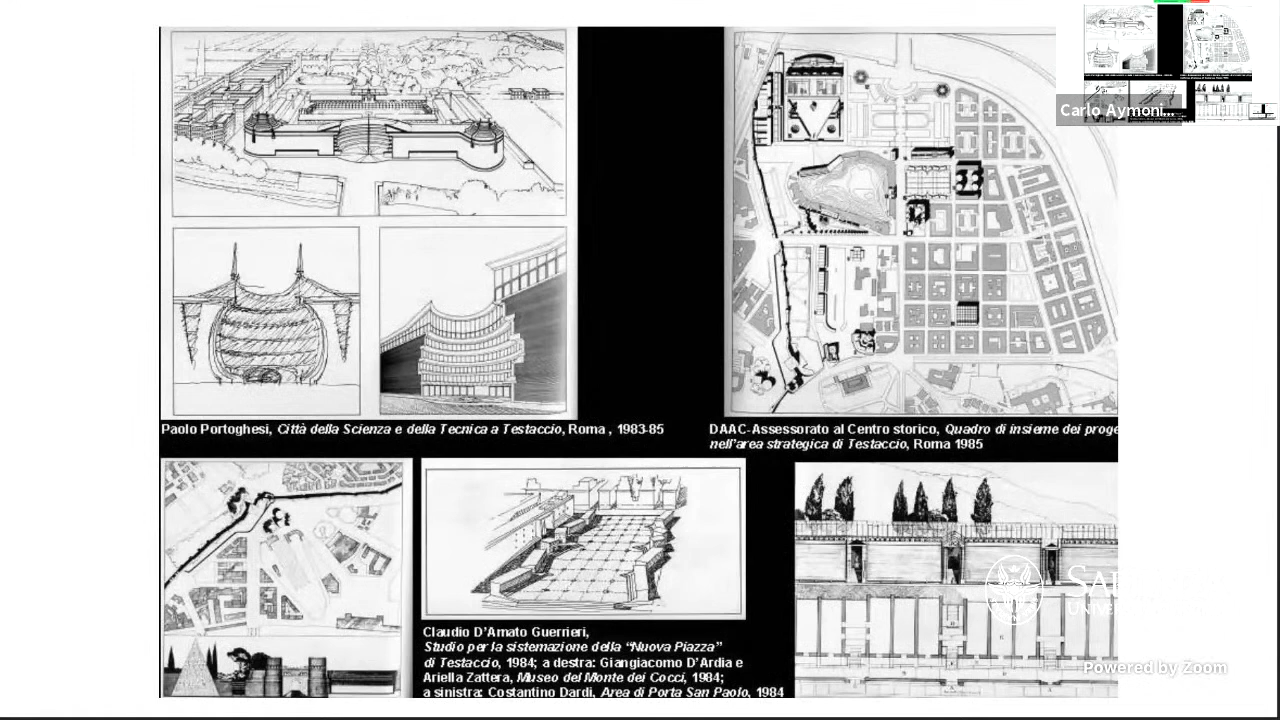 Carlo Aymoni...
Paolo Portoghesi, Città della Scienza e della Tecnica a Testaccio, Roma , 1983-85
DAAC-Assessorato al Centro storico, Quadro di insieme dei proge
nell'area strategica di Testaccio, Roma 1985
Claudio D'Amato Guerrieri,
Studio per la sistemazione della "Nuova Piazza"
di Testaccio, 1984; a destra: Giangiacomo D'Ardia e
Ariella Zattera, Museo del Monte dei Cocci, 1984;
a sinistra: Costantino Dardi, Area di Porta San Paolo, 1984
Powered by Zoom